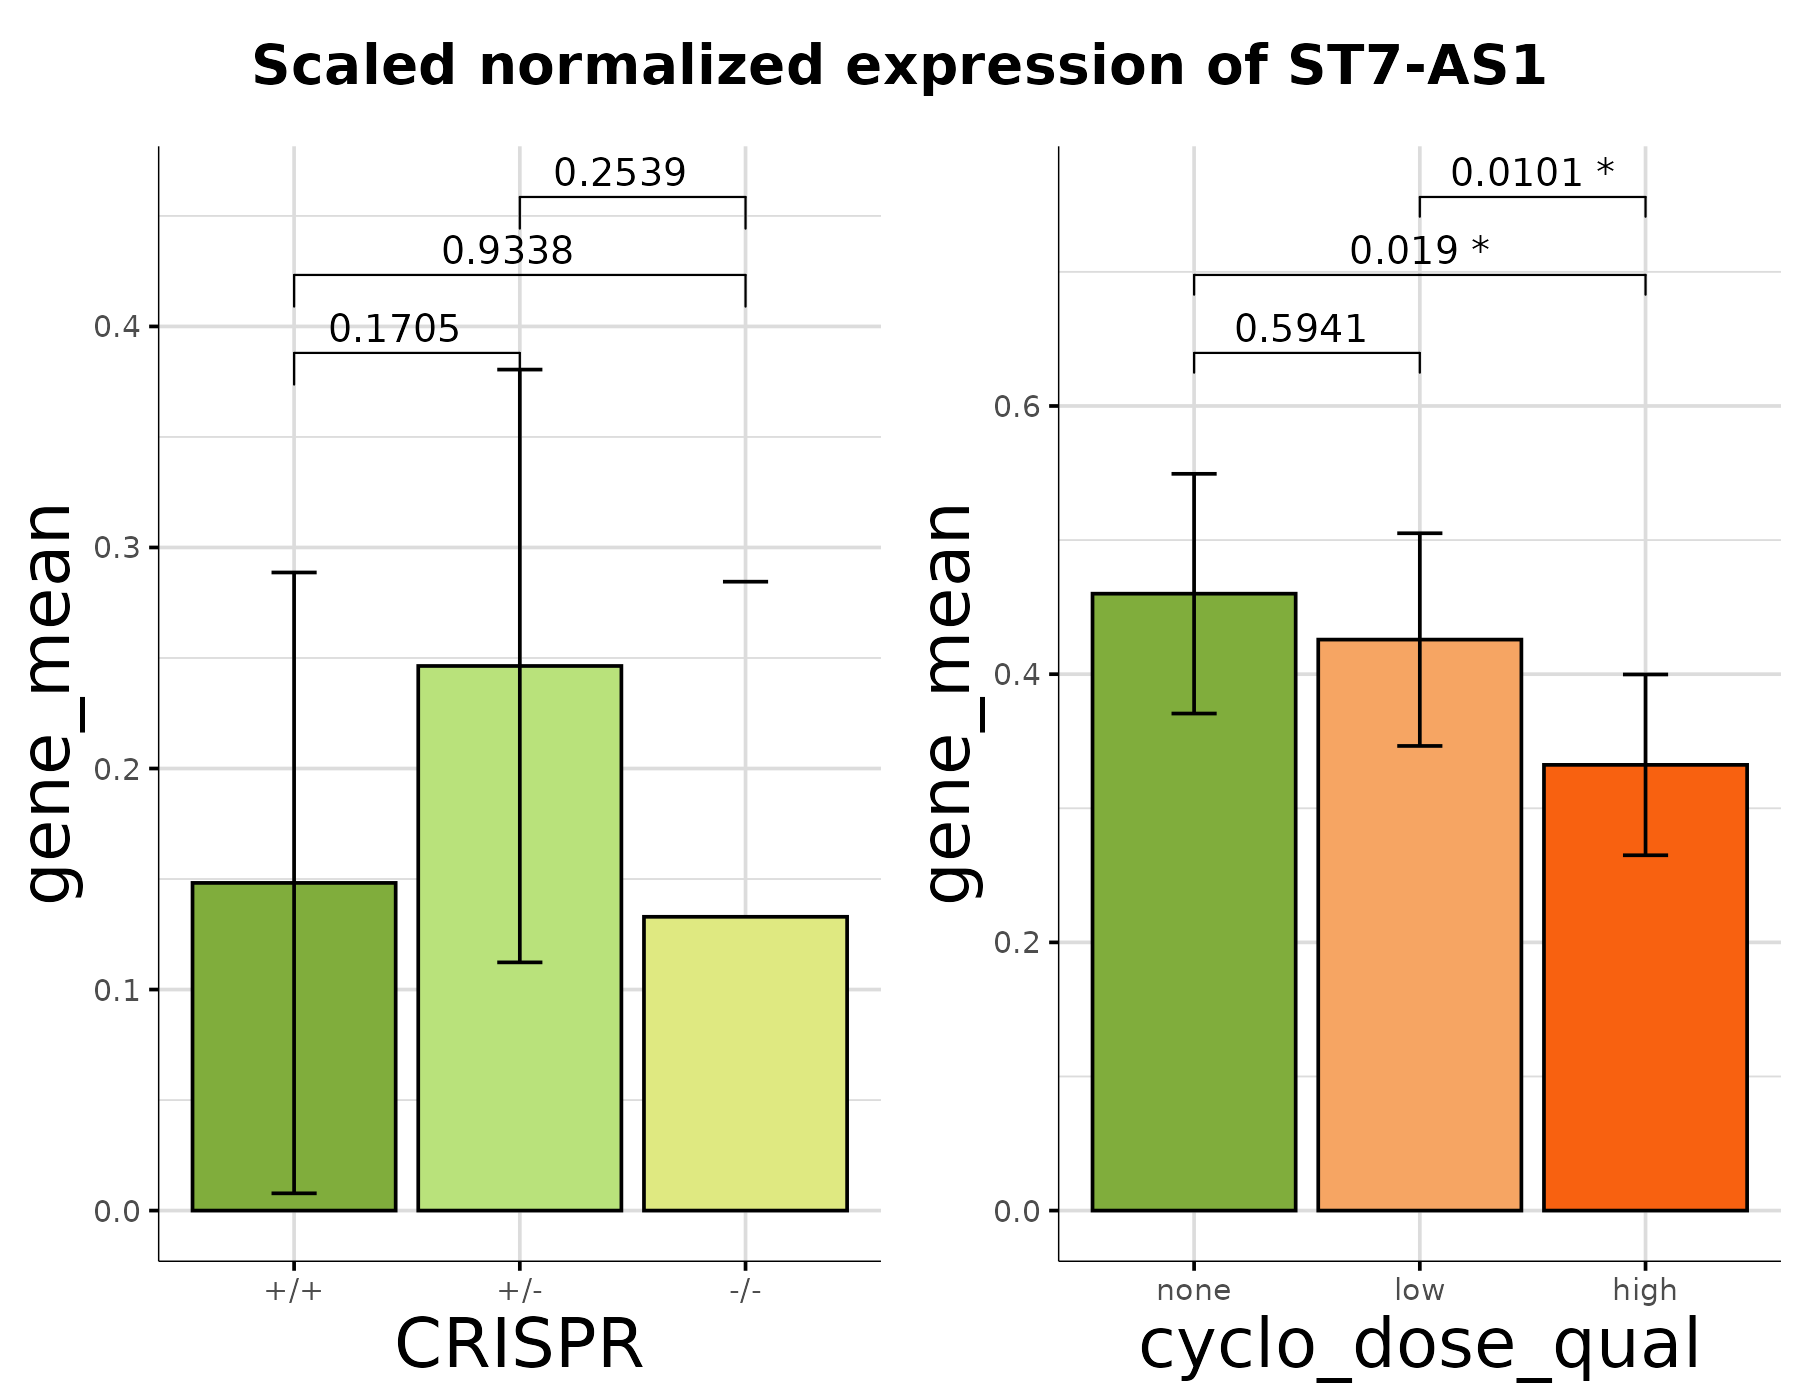 Scaled normalized expression of ST7-AS1
gene_mean
0.4
0.3
0.2
0.1
0.0
0.2539
0.9338
0.1705
+/+
+/-
-/-
CRISPR
gene_mean
0.6
0.4
0.2
0.0
0.0101 *
0.019 *
0.5941
none
low
high
cyclo_dose_qual